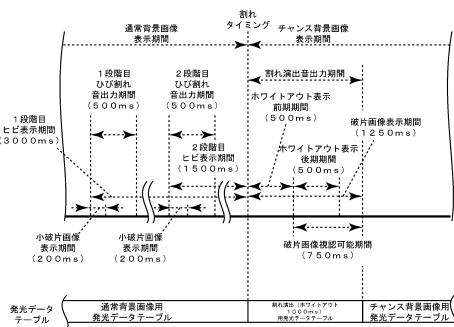 割れ
タイミング
通常背景画像
表示期間
チャンス背景画像
表示期間
1段階目
ひび割れ
音出力期間
(500ms)
2段階目
ひび割れ
音出力期間
(500ms)
割れ演出音出力期間
ホワイトアウト表示
前期期間
(500ms)
1段階目
ヒビ表示期間
(3000ms)
破片画像表示期間
(1250ms)
2段階目
ヒビ表示期間
(1500ms)
ホワイトアウト表示
後期期間
(500ms)
小破片画像
表示期間
(200ms)
小破片画像
表示期間
(200ms)
破片画像視認可能期間
(750ms)
発光データ
テーブル
通常背景画像用
発光データテーブル
割れ演出(ホワイトアウト
1000ms)
用発光データテーブル
チャンス背景画像用
発光データテーブル